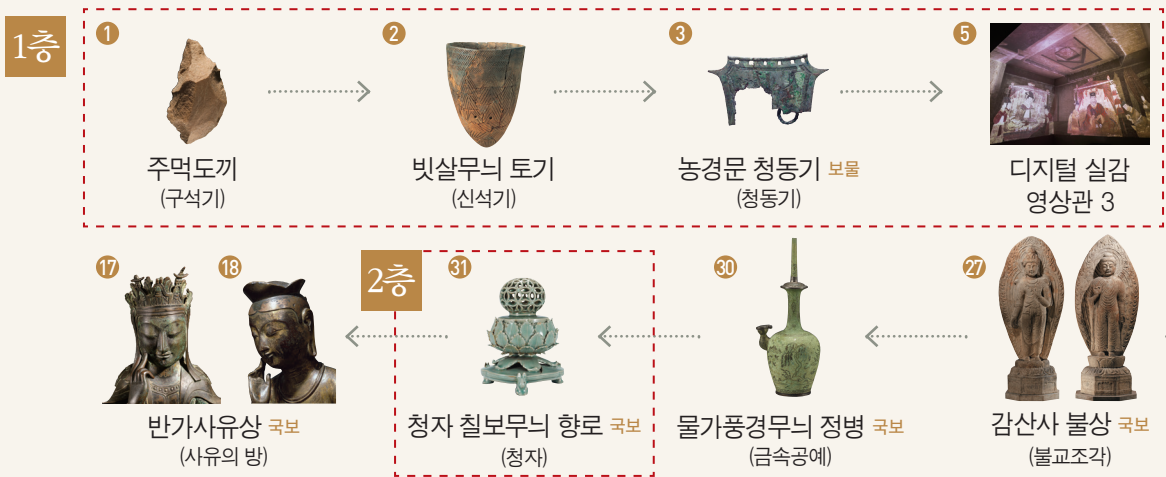 1층
1
주먹도끼
(구석기)
2
빗살무늬 토기
(신석기)
3
농경문 청동기 보물
(청동기)
5
디지털 실감
영상관 3
17
18
반가사유상 국보
(사유의 방)
2층
31
청자 칠보무늬 향로 국보
(청자)
30
물가풍경무늬 정병 국보
(금속공예)
27
감산사 불상 국보
(불교조각)